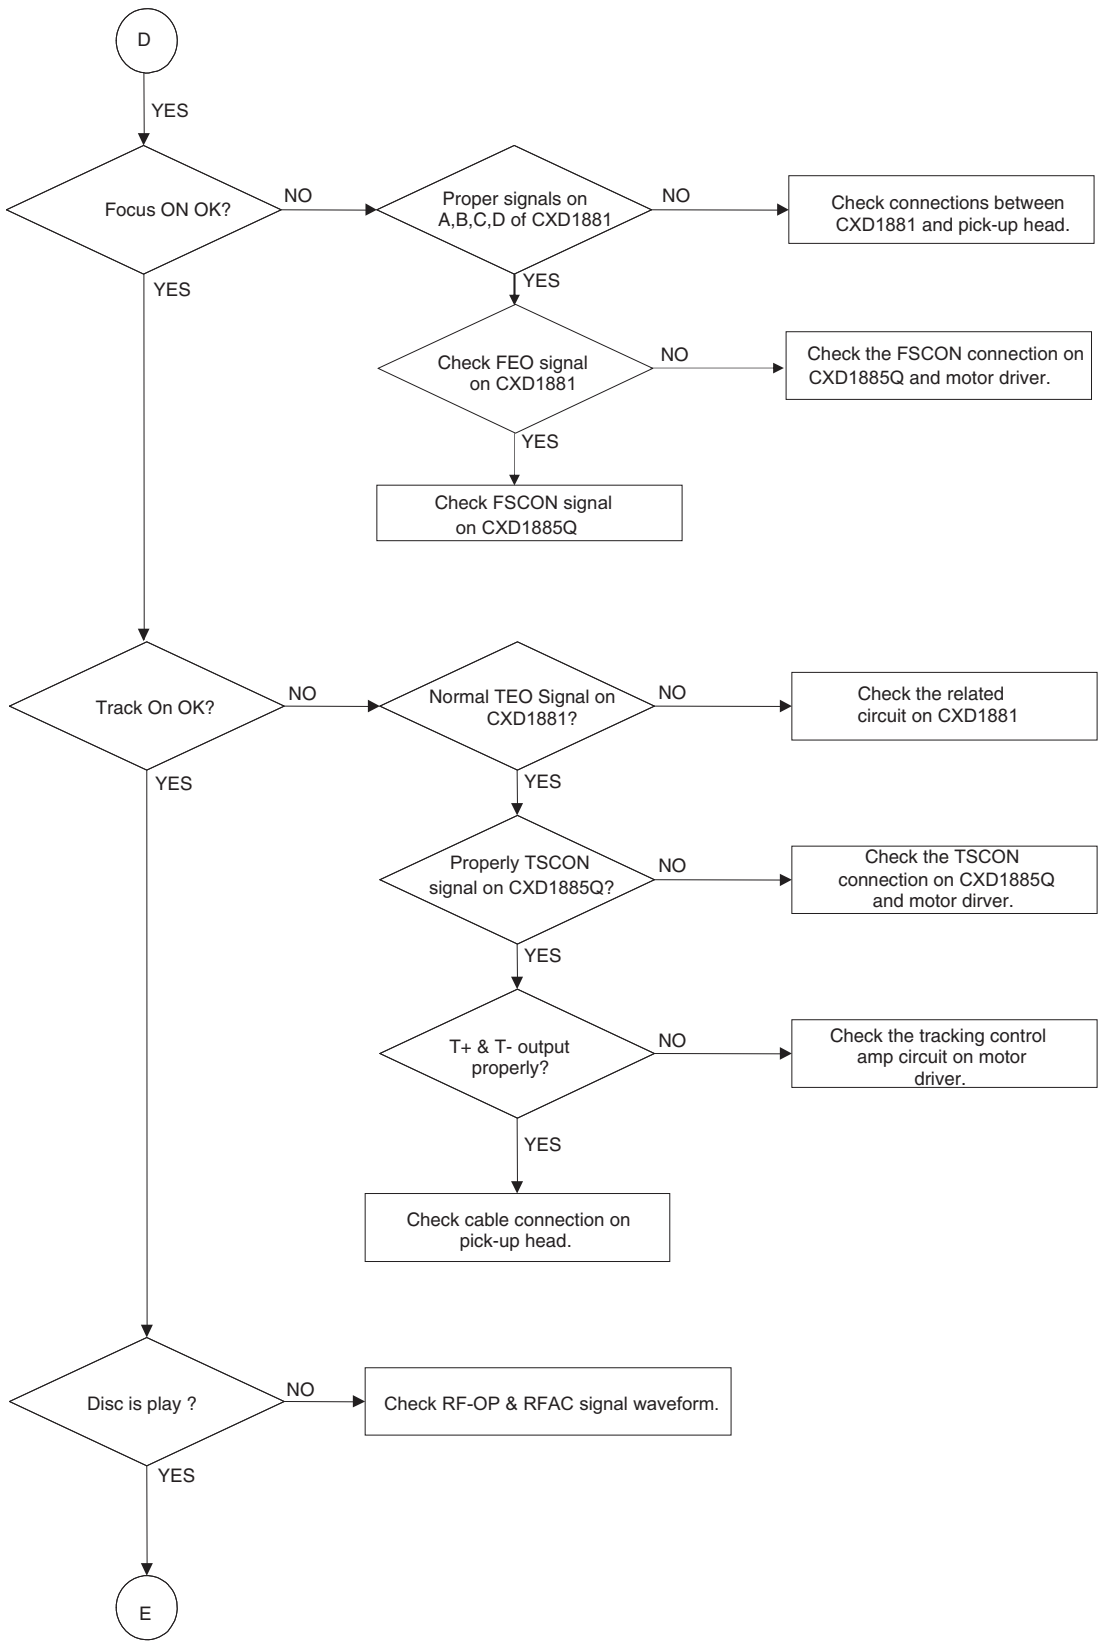 D
YES
Focus ON OK?
NO
Proper signals on
A,B,C,D of CXD1881
NO
Check connections between
CXD1881 and pick-up head.
YES
YES
Check FEO signal
on CXD1881
NO
Check the FSCON connection on
CXD1885Q and motor driver.
YES
Check FSCON signal
on CXD1885Q
Track On OK?
NO
Normal TEO Signal on
CXD1881?
NO
Check the related
circuit on CXD1881
YES
YES
Properly TSCON
signal on CXD1885Q?
NO
Check the TSCON
connection on CXD1885Q
and motor dirver.
YES
T+ & T- output
properly?
NO
Check the tracking control
amp circuit on motor
driver.
YES
Check cable connection on
pick-up head.
Disc is play ?
NO
Check RF-OP & RFAC signal waveform.
YES
E